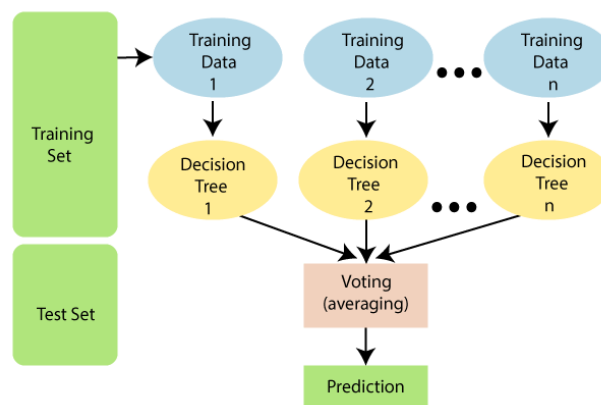 Training
Set
Test Set
Training
Data
1
Training
Data
2
Training
Data
n
Decision
Tree
1
Decision
Tree
2
Decision
Tree
n
Voting
(averaging)
Prediction